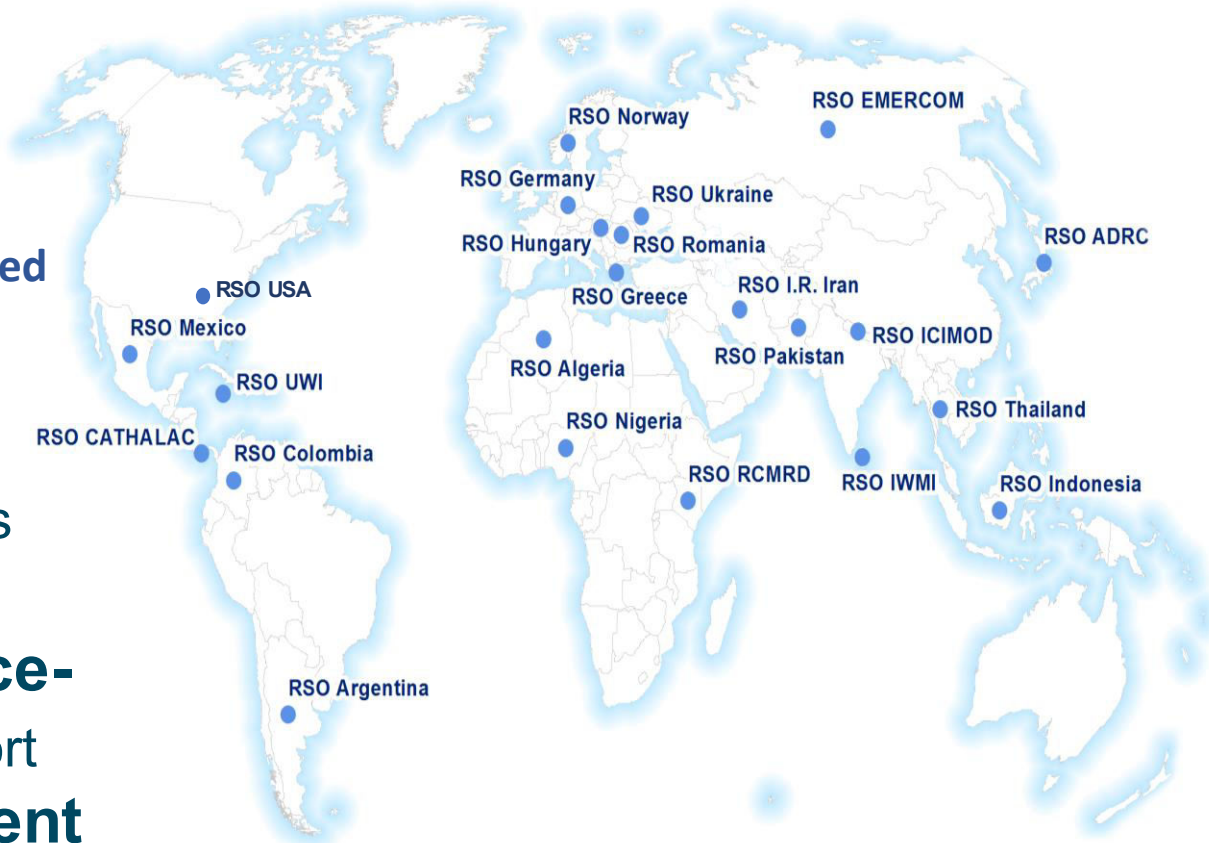 RSO EMERCOM
RSO Norway
RSO Germany
RSO Ukraine
RSO Hungary
RSO Romania
RSO ADRC
ed
RSO USA
RSO Greece
RSO I.R. Iran
RSO Mexico
RSO ICIMOD
RSO Pakistan
RSO Algeria
RSO UWI
RSO Thailand
RSO Nigeria
RSO CATHALAC
RSO Colombia
RSO RCMRD
RSO IWMI
RSO Indonesia
s
ce-
RSO Argentina
ort
ent